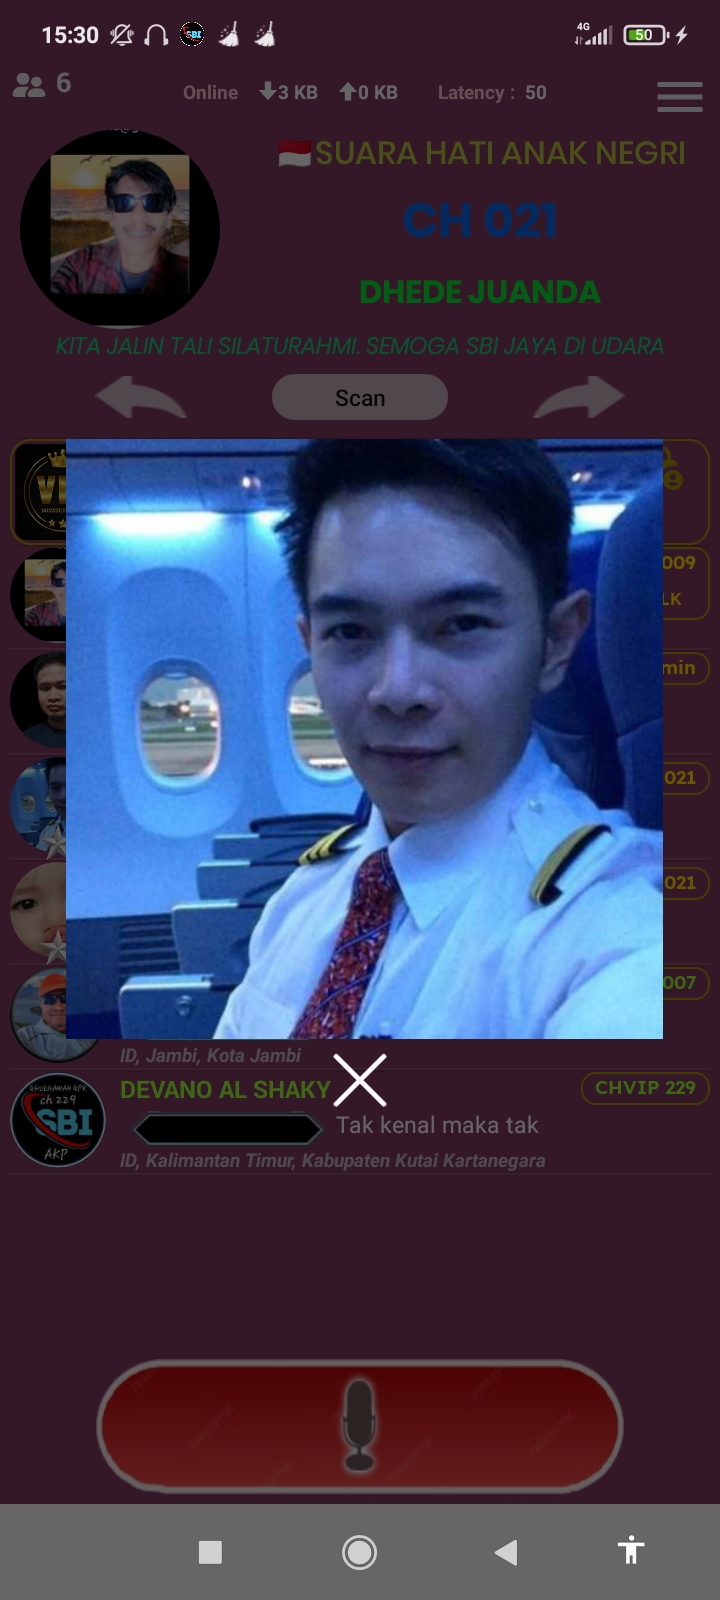 15:30
4G
50
6
Online 3 KB 0 KB Latency : 50
🇮🇩SUARA HATI ANAK NEGRI
CH 021
DHEDE JUANDA
KITA JALIN TALI SILATURAHMI. SEMOGA SBI JAYA DI UDARA
Scan
009
LK
min
021
021
007
ID, Jambi, Kota Jambi
ch 229
SBI
AKP
DEVANO AL SHAKY
CHVIP 229
Tak kenal maka tak
ID, Kalimantan Timur, Kabupaten Kutai Kartanegara